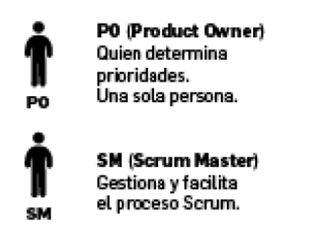 PO (Product Owner)
Quien determina
prioridades.
Una sola persona.
PO
SM (Scrum Master)
Gestiona y facilita
el proceso Scrum.
SM